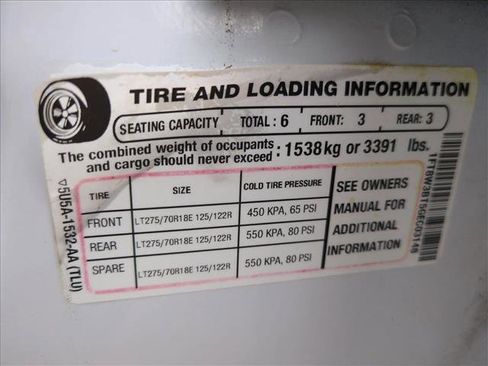 TIRE AND LOADING INFORMATION
SEATING CAPACITY TOTAL : 6 FRONT: 3 REAR: 3
The combined weight of occupants
and cargo should never exceed : 1538kg or 3391 lbs.
TIRE SIZE COLD TIRE PRESSURE
FRONT LT275/70R18E 125/122R 450 KPA, 65 PSI
REAR LT275/70R18E 125/122R 550 KPA, 80 PSI
SPARE LT275/70R18E 125/122R 550 KPA, 80 PSI
SEE OWNERS
MANUAL FOR
ADDITIONAL
INFORMATION
5U5A-1532-AA (TLU)